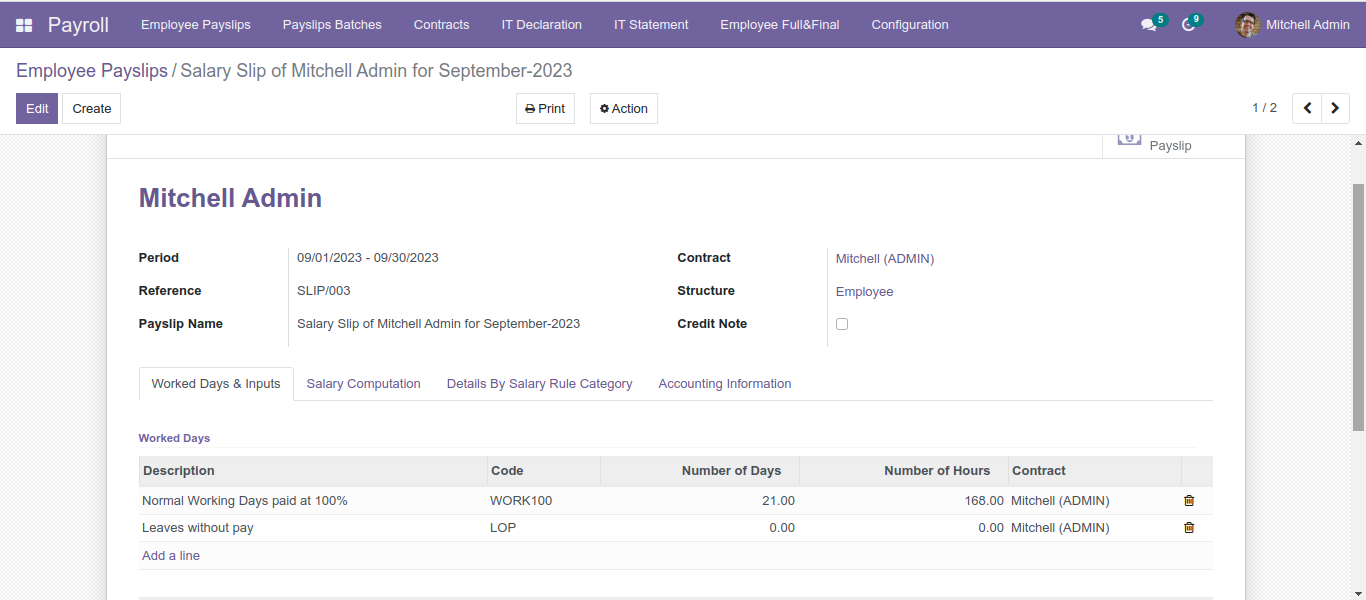 Payroll Employee Payslips Payslips Batches Contracts IT Declaration IT Statement Employee Full&Final Configuration 5 9 Mitchell Admin
Employee Payslips / Salary Slip of Mitchell Admin for September-2023
Edit Create Print Action 1 / 2
Payslip
Mitchell Admin
Period 09/01/2023 - 09/30/2023 Contract Mitchell (ADMIN)
Reference SLIP/003 Structure Employee
Payslip Name Salary Slip of Mitchell Admin for September-2023 Credit Note
Worked Days & Inputs Salary Computation Details By Salary Rule Category Accounting Information
Worked Days
Description Code Number of Days Number of Hours Contract
Normal Working Days paid at 100% WORK100 21.00 168.00 Mitchell (ADMIN)
Leaves without pay LOP 0.00 0.00 Mitchell (ADMIN)
Add a line